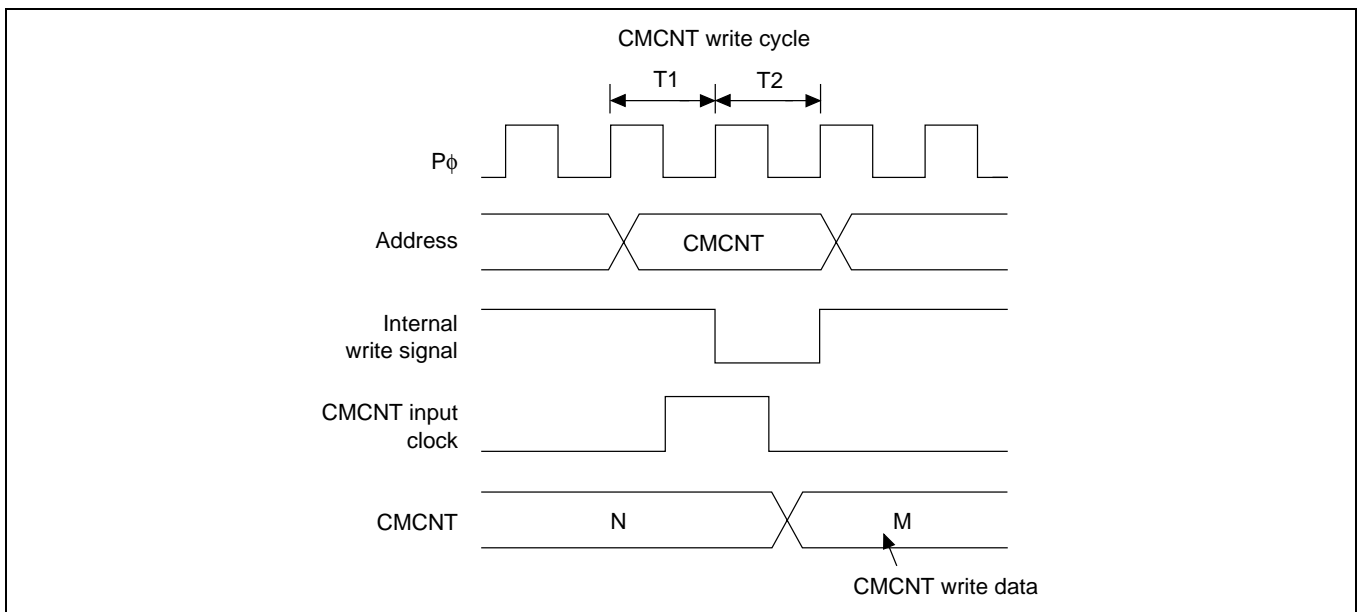 CMCNT write cycle
T1 T2
Pϕ
Address
CMCNT
Internal
write signal
CMCNT input
clock
CMCNT
N
M
CMCNT write data